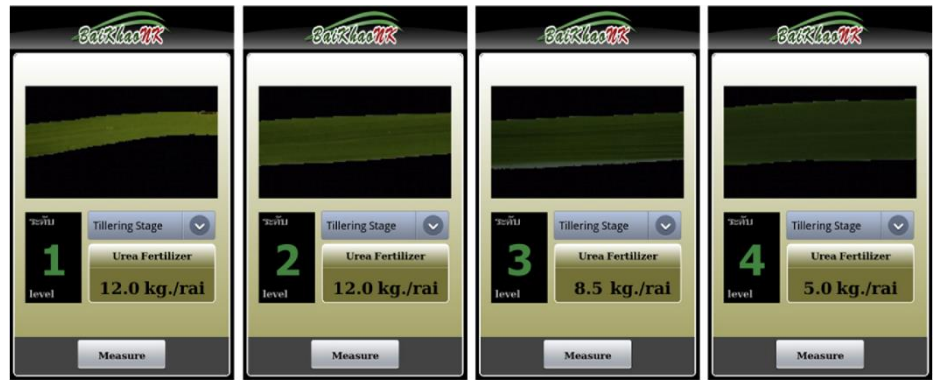 BaiKhaoNK
ระดับ
1
level
Tillering Stage
Urea Fertilizer
12.0 kg./rai
Measure
BaiKhaoNK
ระดับ
2
level
Tillering Stage
Urea Fertilizer
12.0 kg./rai
Measure
BaiKhaoNK
ระดับ
3
level
Tillering Stage
Urea Fertilizer
8.5 kg./rai
Measure
BaiKhaoNK
ระดับ
4
level
Tillering Stage
Urea Fertilizer
5.0 kg./rai
Measure